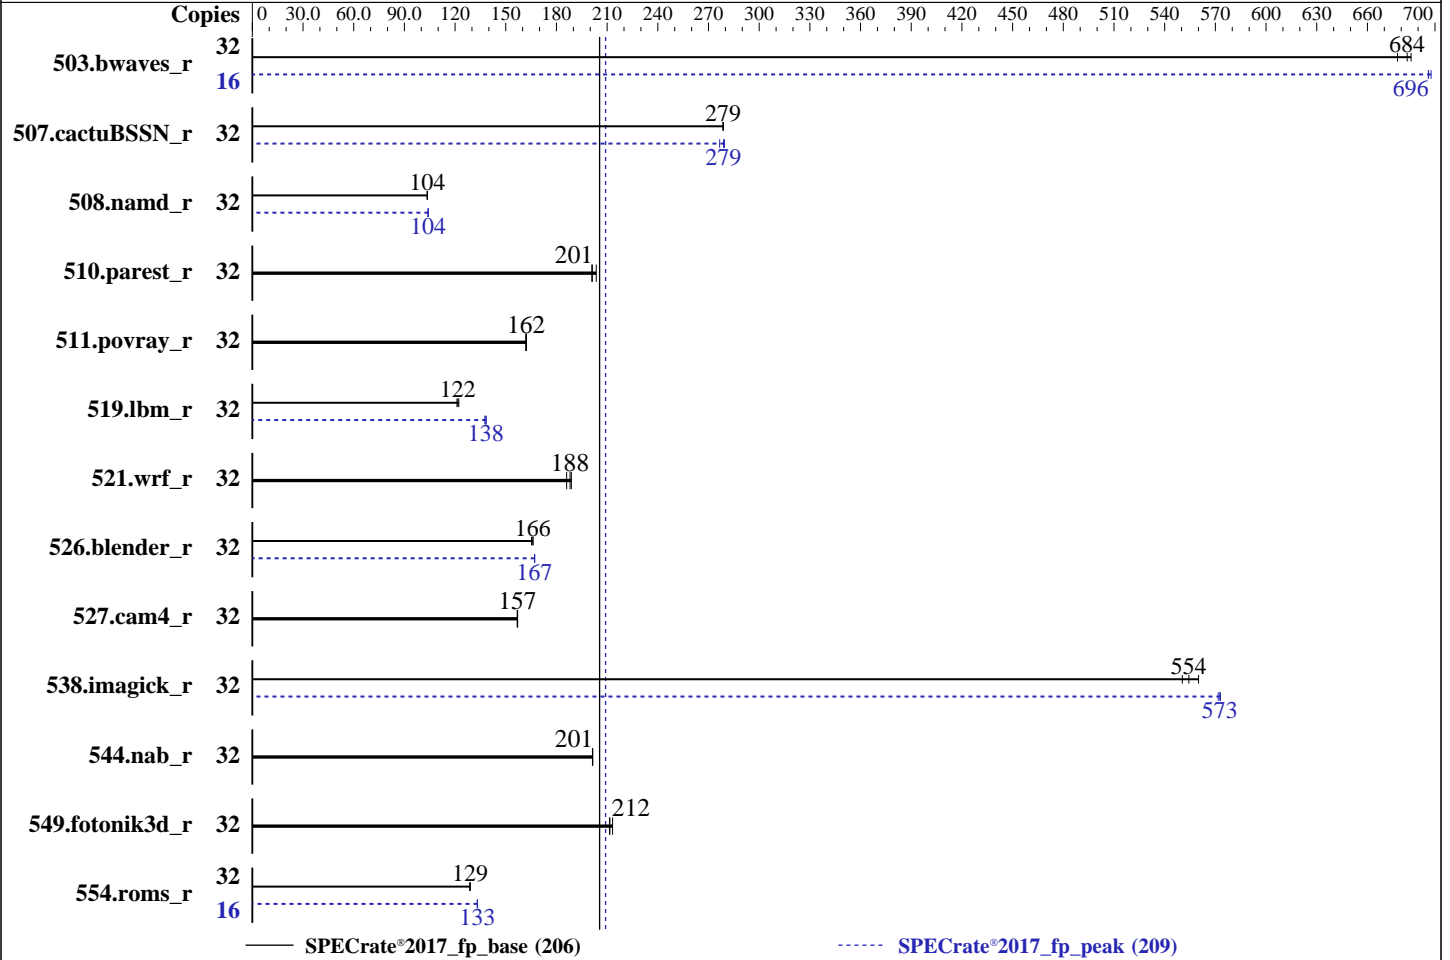 Copies 0 30.0 60.0 90.0 120 150 180 210 240 270 300 330 360 390 420 450 480 510 540 570 600 630 660 700
503.bwaves_r 32 684
16 696
507.cactuBSSN_r 32 279
279
508.namd_r 32 104
104
510.parest_r 32 201
511.povray_r 32 162
519.lbm_r 32 122
138
521.wrf_r 32 188
526.blender_r 32 166
167
527.cam4_r 32 157
538.imagick_r 32 554
573
544.nab_r 32 201
549.fotonik3d_r 32 212
554.roms_r 32 129
16 133
SPECrate®2017_fp_base (206) SPECrate®2017_fp_peak (209)